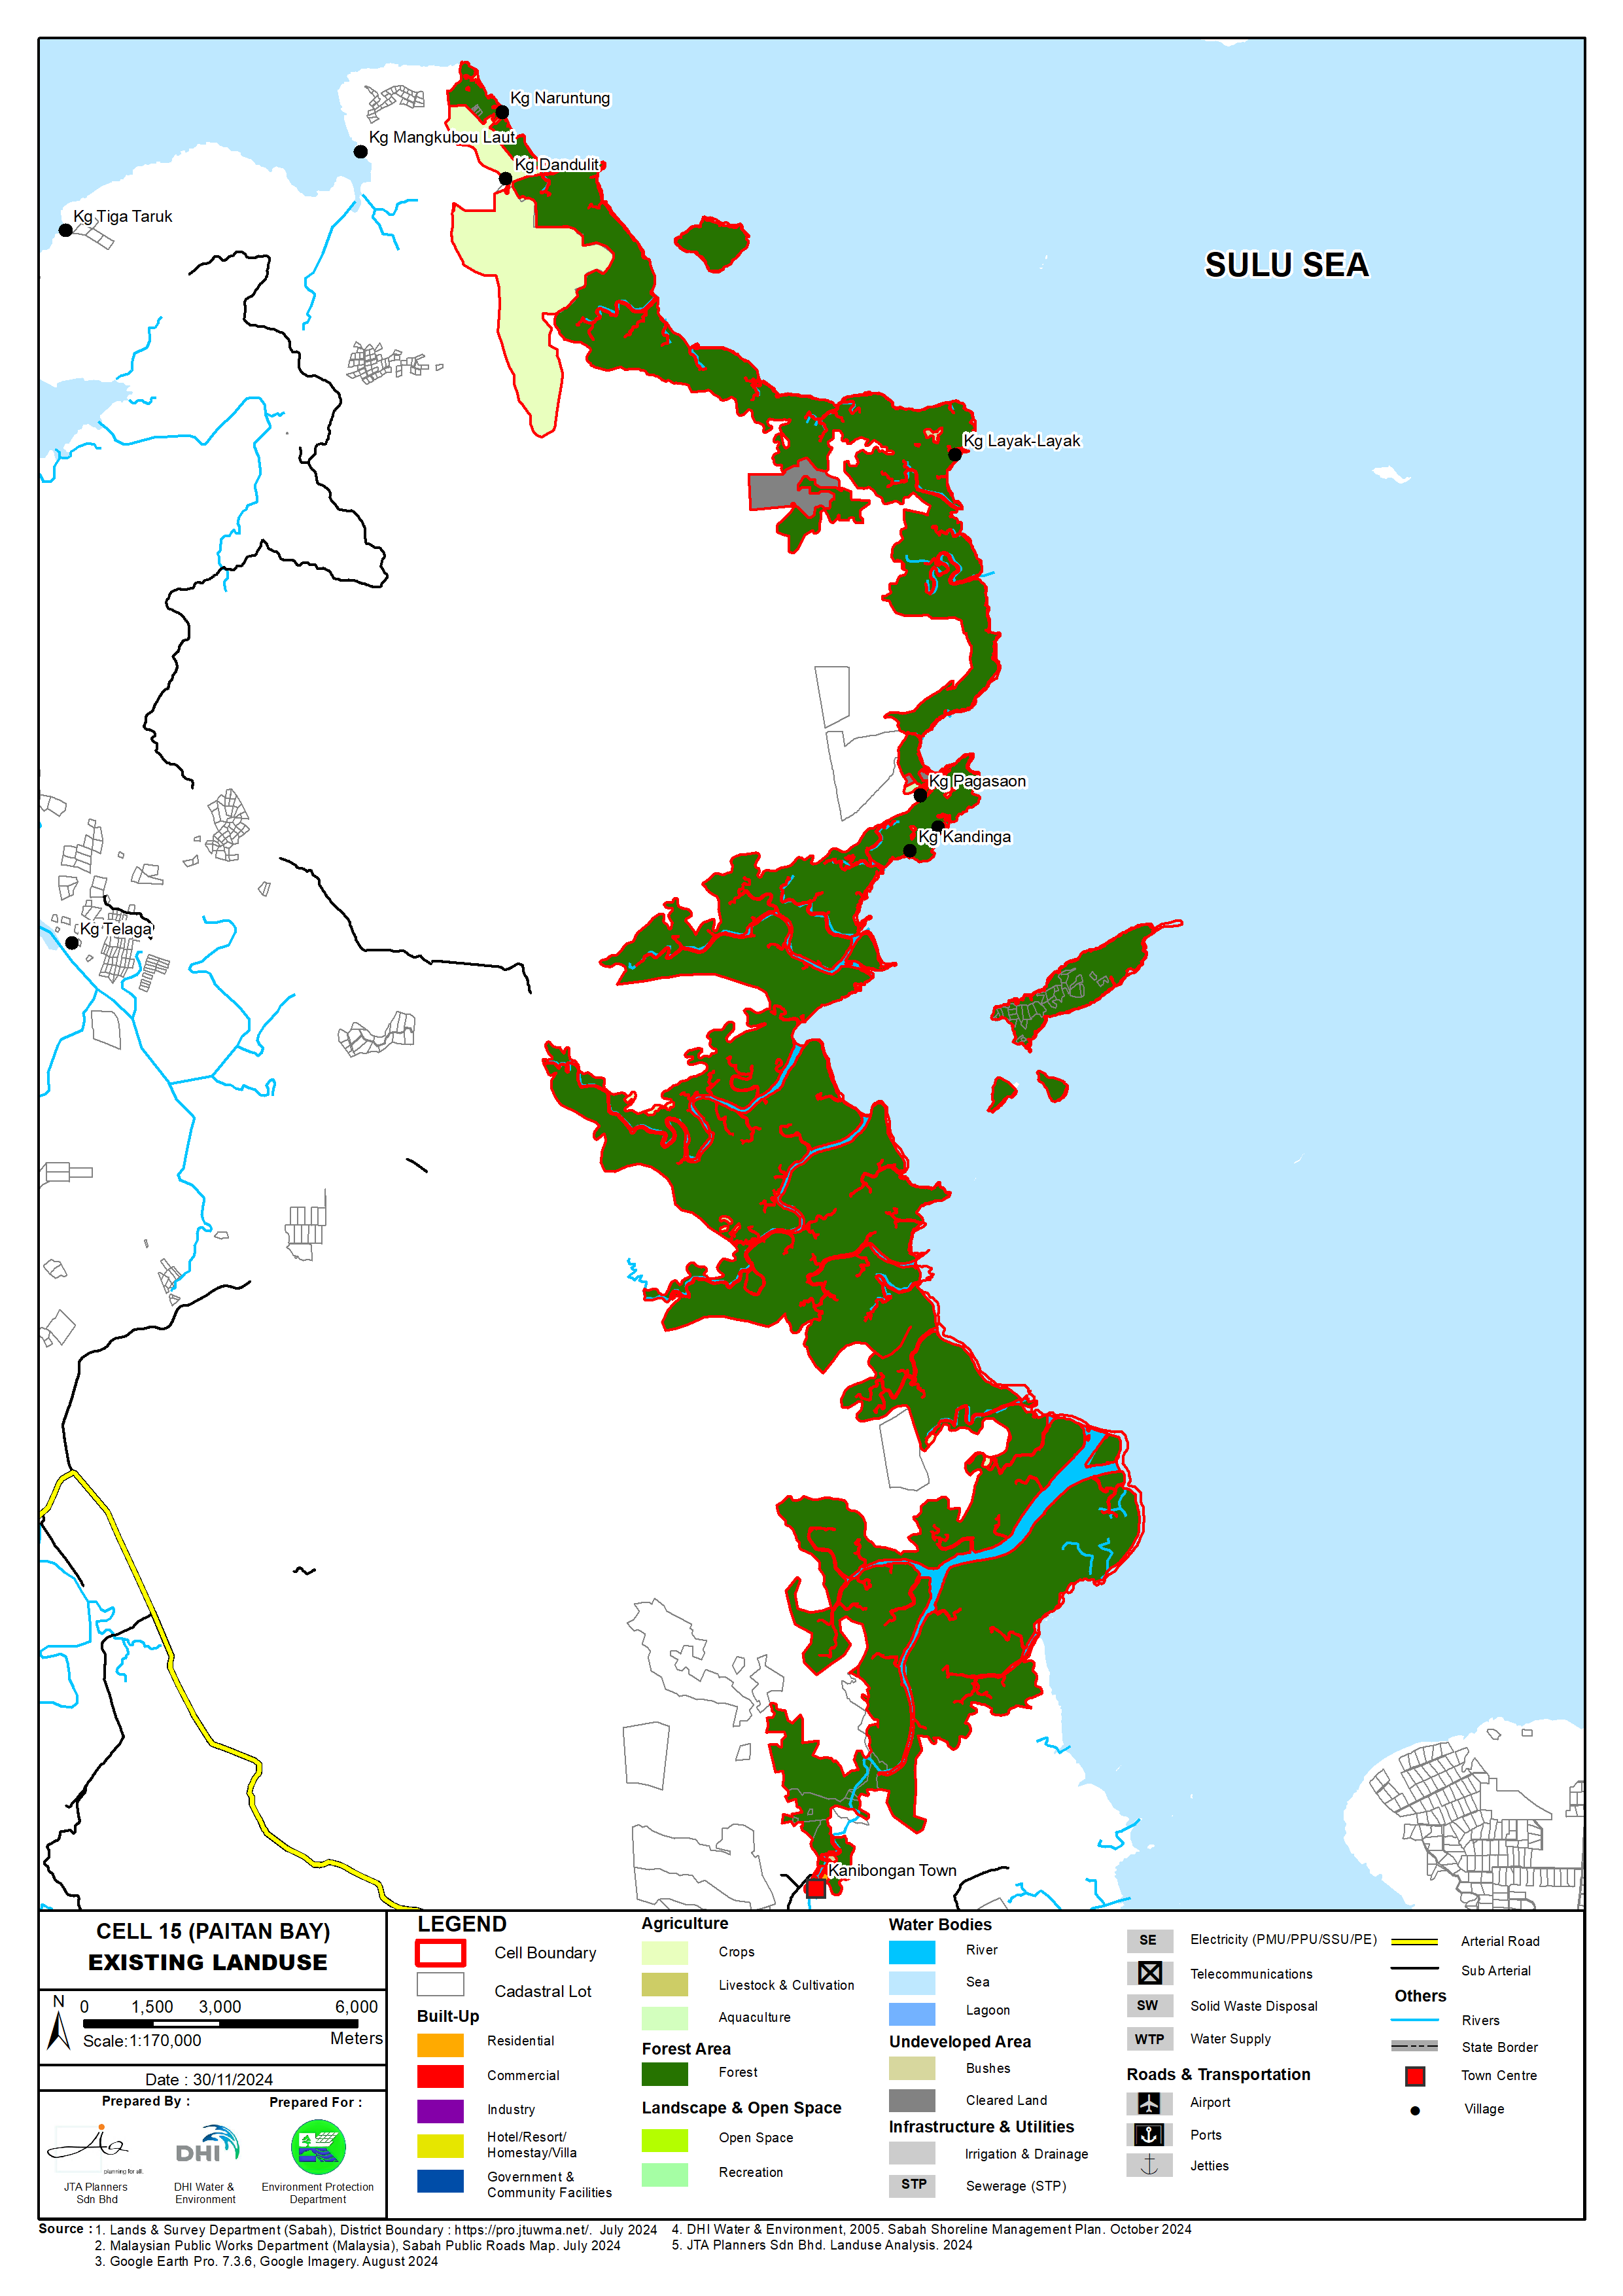 Kg Naruntung
Kg Mangkubou Laut
Kg Dandulit
Kg Tiga Taruk
SULU SEA
Kg Layak-Layak
Kg Pagasaon
Kg Kandinga
Kg Telaga
Kanibongan Town
CELL 15 (PAITAN BAY)
EXISTING LANDUSE
N
0 1,500 3,000 6,000
Scale:1:170,000 Meters
Date : 30/11/2024
Prepared By : Prepared For :
planning for all.
DHI
JTA Planners
Sdn Bhd
DHI Water &
Environment
Environment Protection
Department
LEGEND
Cell Boundary
Cadastral Lot
Built-Up
Residential
Commercial
Industry
Hotel/Resort/
Homestay/Villa
Government &
Community Facilities
Agriculture
Crops
Livestock & Cultivation
Aquaculture
Forest Area
Forest
Landscape & Open Space
Open Space
Recreation
Water Bodies
River
Sea
Lagoon
Undeveloped Area
Bushes
Cleared Land
Infrastructure & Utilities
Irrigation & Drainage
STP Sewerage (STP)
SE Electricity (PMU/PPU/SSU/PE)
Telecommunications
SW Solid Waste Disposal
WTP Water Supply
Roads & Transportation
Airport
Ports
Jetties
Arterial Road
Sub Arterial
Others
Rivers
State Border
Town Centre
Village
Source : 1. Lands & Survey Department (Sabah), District Boundary : https://pro.jtuwma.net/. July 2024
2. Malaysian Public Works Department (Malaysia), Sabah Public Roads Map. July 2024
3. Google Earth Pro. 7.3.6, Google Imagery. August 2024
4. DHI Water & Environment, 2005. Sabah Shoreline Management Plan. October 2024
5. JTA Planners Sdn Bhd. Landuse Analysis. 2024